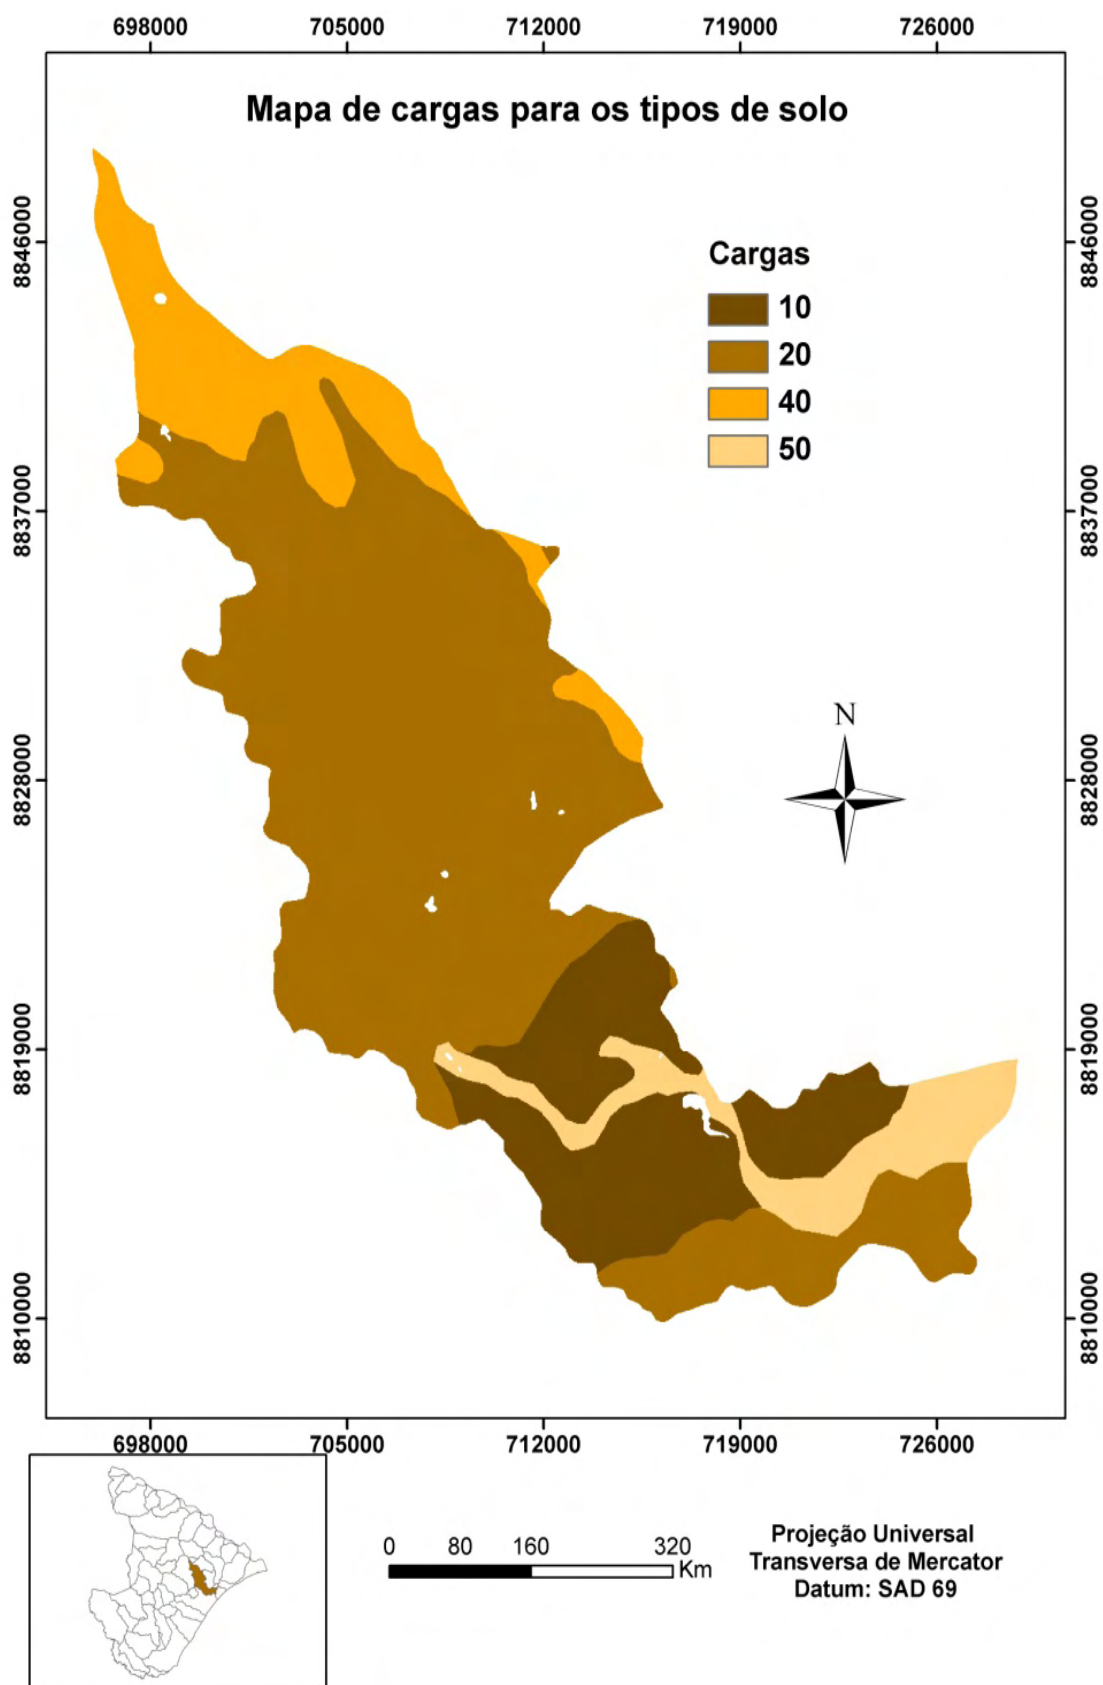 698000 705000 712000 719000 726000
Mapa de cargas para os tipos de solo
8846000
8846000
Cargas
10
20
40
50
8837000
8837000
N
8828000
8828000
8819000
8819000
8810000
8810000
698000 705000 712000 719000 726000
0 80 160 320
Km
Projeção Universal
Transversa de Mercator
Datum: SAD 69